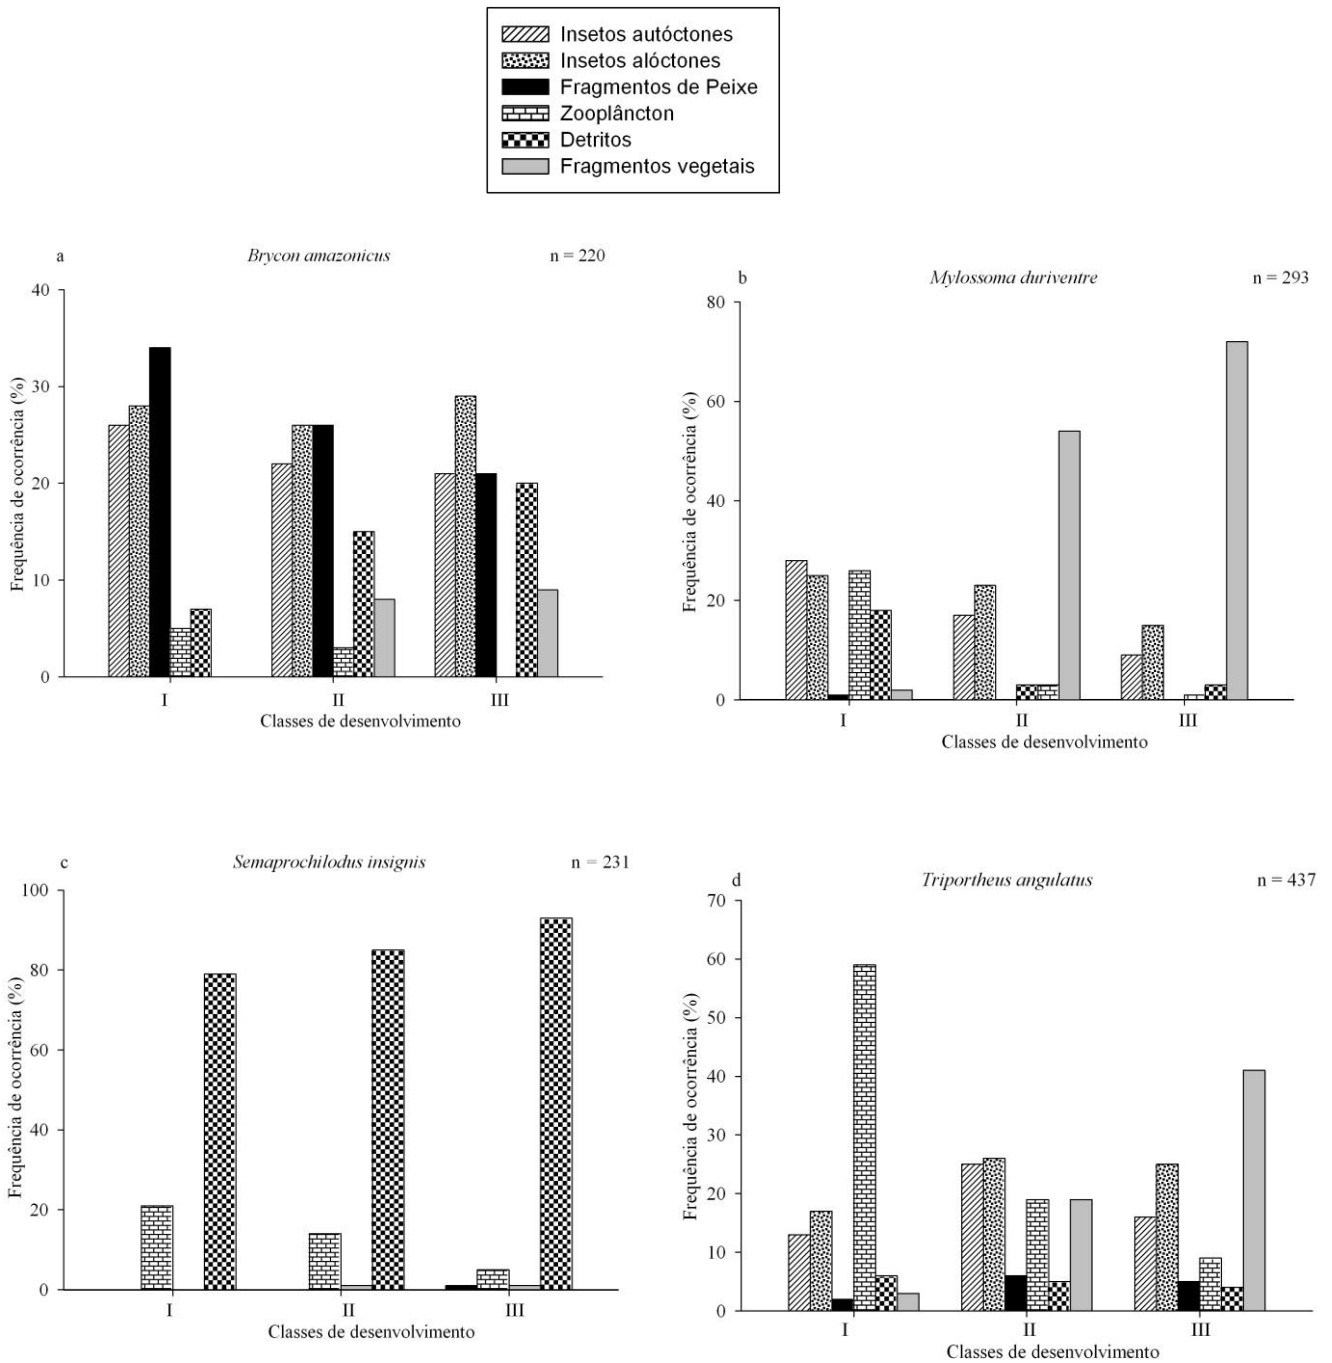 Insetos autóctones
Insetos alóctones
Fragmentos de Peixe
Zooplâncton
Detritos
Fragmentos vegetais
a Brycon amazonicus n = 220
Frequência de ocorrência (%)
40
30
20
10
0
I II III
Classes de desenvolvimento
b Mylossoma duriventre n = 293
Frequência de ocorrência (%)
80
60
40
20
0
I II III
Classes de desenvolvimento
c Semaprochilodus insignis n = 231
Frequência de ocorrência (%)
100
80
60
40
20
0
I II III
Classes de desenvolvimento
d Triportheus angulatus n = 437
Frequência de ocorrência (%)
70
60
50
40
30
20
10
0
I II III
Classes de desenvolvimento